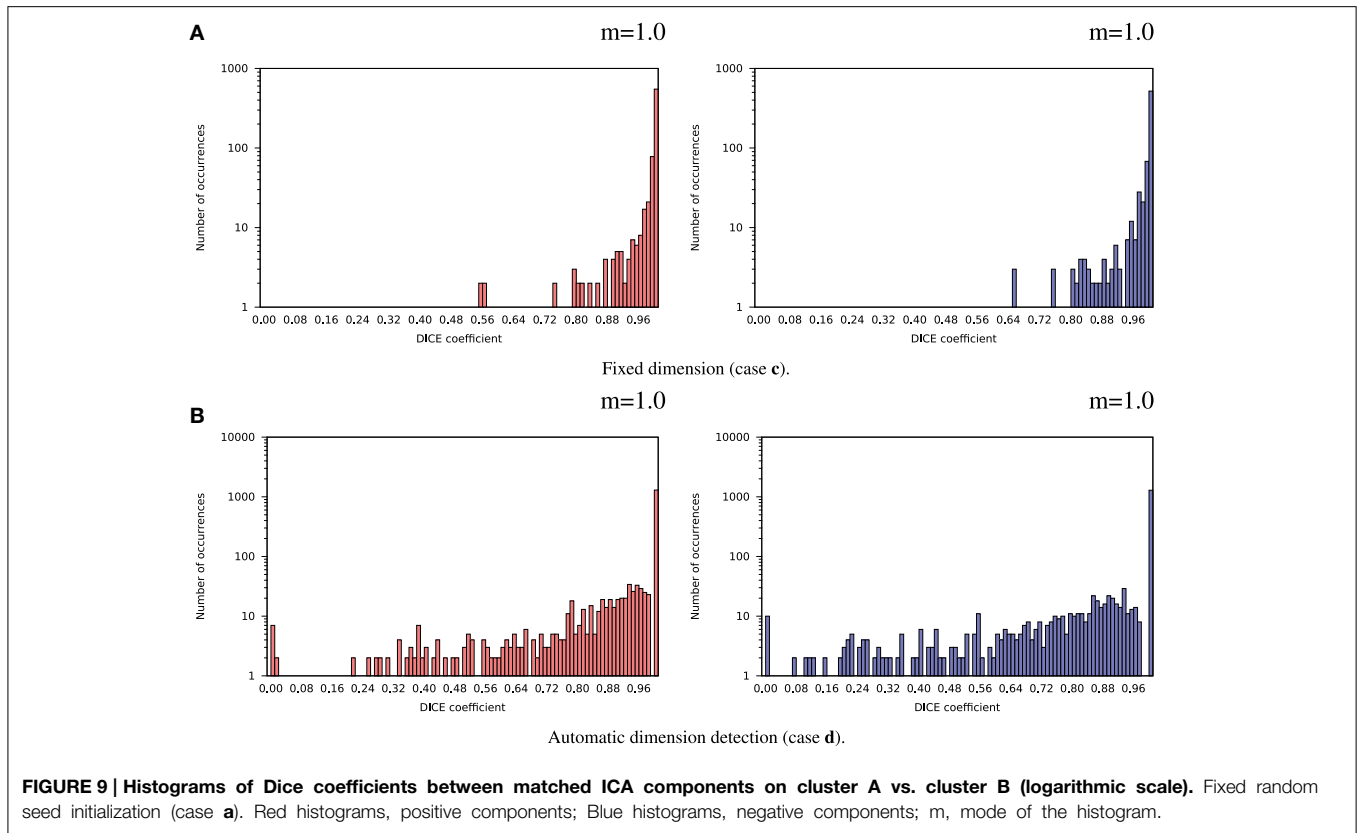 A
m=1.0
m=1.0
Number of occurrences
1000
100
10
1
0.00 0.08 0.16 0.24 0.32 0.40 0.48 0.56 0.64 0.72 0.80 0.88 0.96
DICE coefficient
Number of occurrences
1000
100
10
1
0.00 0.08 0.16 0.24 0.32 0.40 0.48 0.56 0.64 0.72 0.80 0.88 0.96
DICE coefficient
Fixed dimension (case c).
B
m=1.0
m=1.0
Number of occurrences
10000
1000
100
10
1
0.00 0.08 0.16 0.24 0.32 0.40 0.48 0.56 0.64 0.72 0.80 0.88 0.96
DICE coefficient
Number of occurrences
10000
1000
100
10
1
0.00 0.08 0.16 0.24 0.32 0.40 0.48 0.56 0.64 0.72 0.80 0.88 0.96
DICE coefficient
Automatic dimension detection (case d).
FIGURE 9 | Histograms of Dice coefficients between matched ICA components on cluster A vs. cluster B (logarithmic scale). Fixed random
seed initialization (case a). Red histograms, positive components; Blue histograms, negative components; m, mode of the histogram.